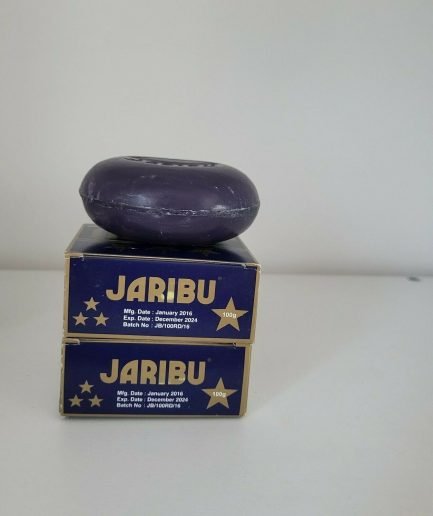 JARIBU
Mfg. Date : January 2016
Exp. Date : December 2024
Batch No : JB/100RD/16
100g
JARIBU
Mfg. Date : January 2016
Exp. Date : December 2024
Batch No : JB/100RD/16
100g